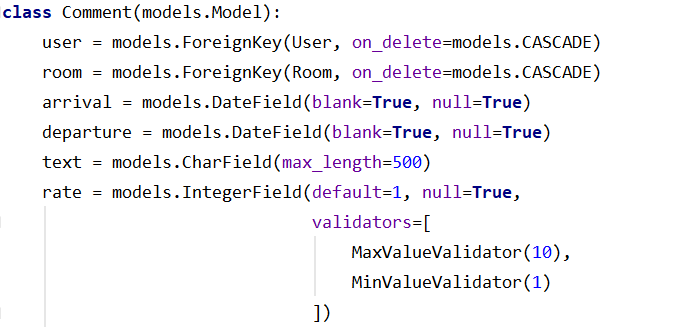 class Comment(models.Model):
    user = models.ForeignKey(User, on_delete=models.CASCADE)
    room = models.ForeignKey(Room, on_delete=models.CASCADE)
    arrival = models.DateField(blank=True, null=True)
    departure = models.DateField(blank=True, null=True)
    text = models.CharField(max_length=500)
    rate = models.IntegerField(default=1, null=True,
                               validators=[
                                   MaxValueValidator(10),
                                   MinValueValidator(1)
                               ])